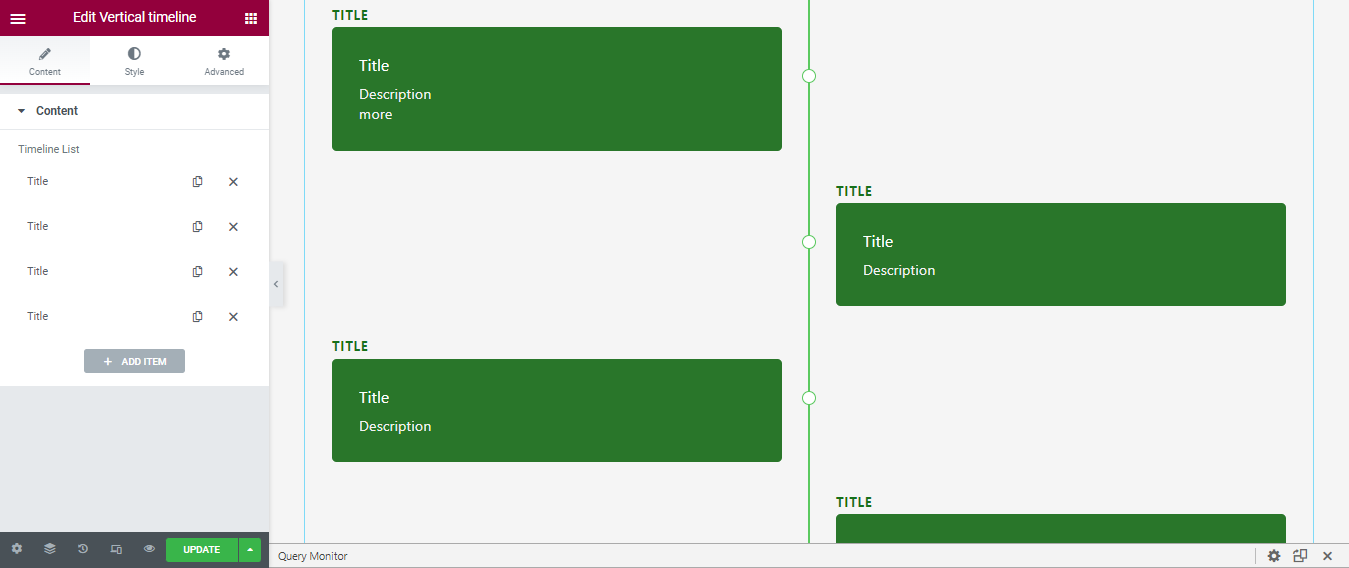 Edit Vertical timeline
Content
Style
Advanced
Content
Timeline List
Title
Title
Title
Title
ADD ITEM
UPDATE
TITLE
Title
Description
more
TITLE
Title
Description
TITLE
Title
Description
TITLE
Query Monitor